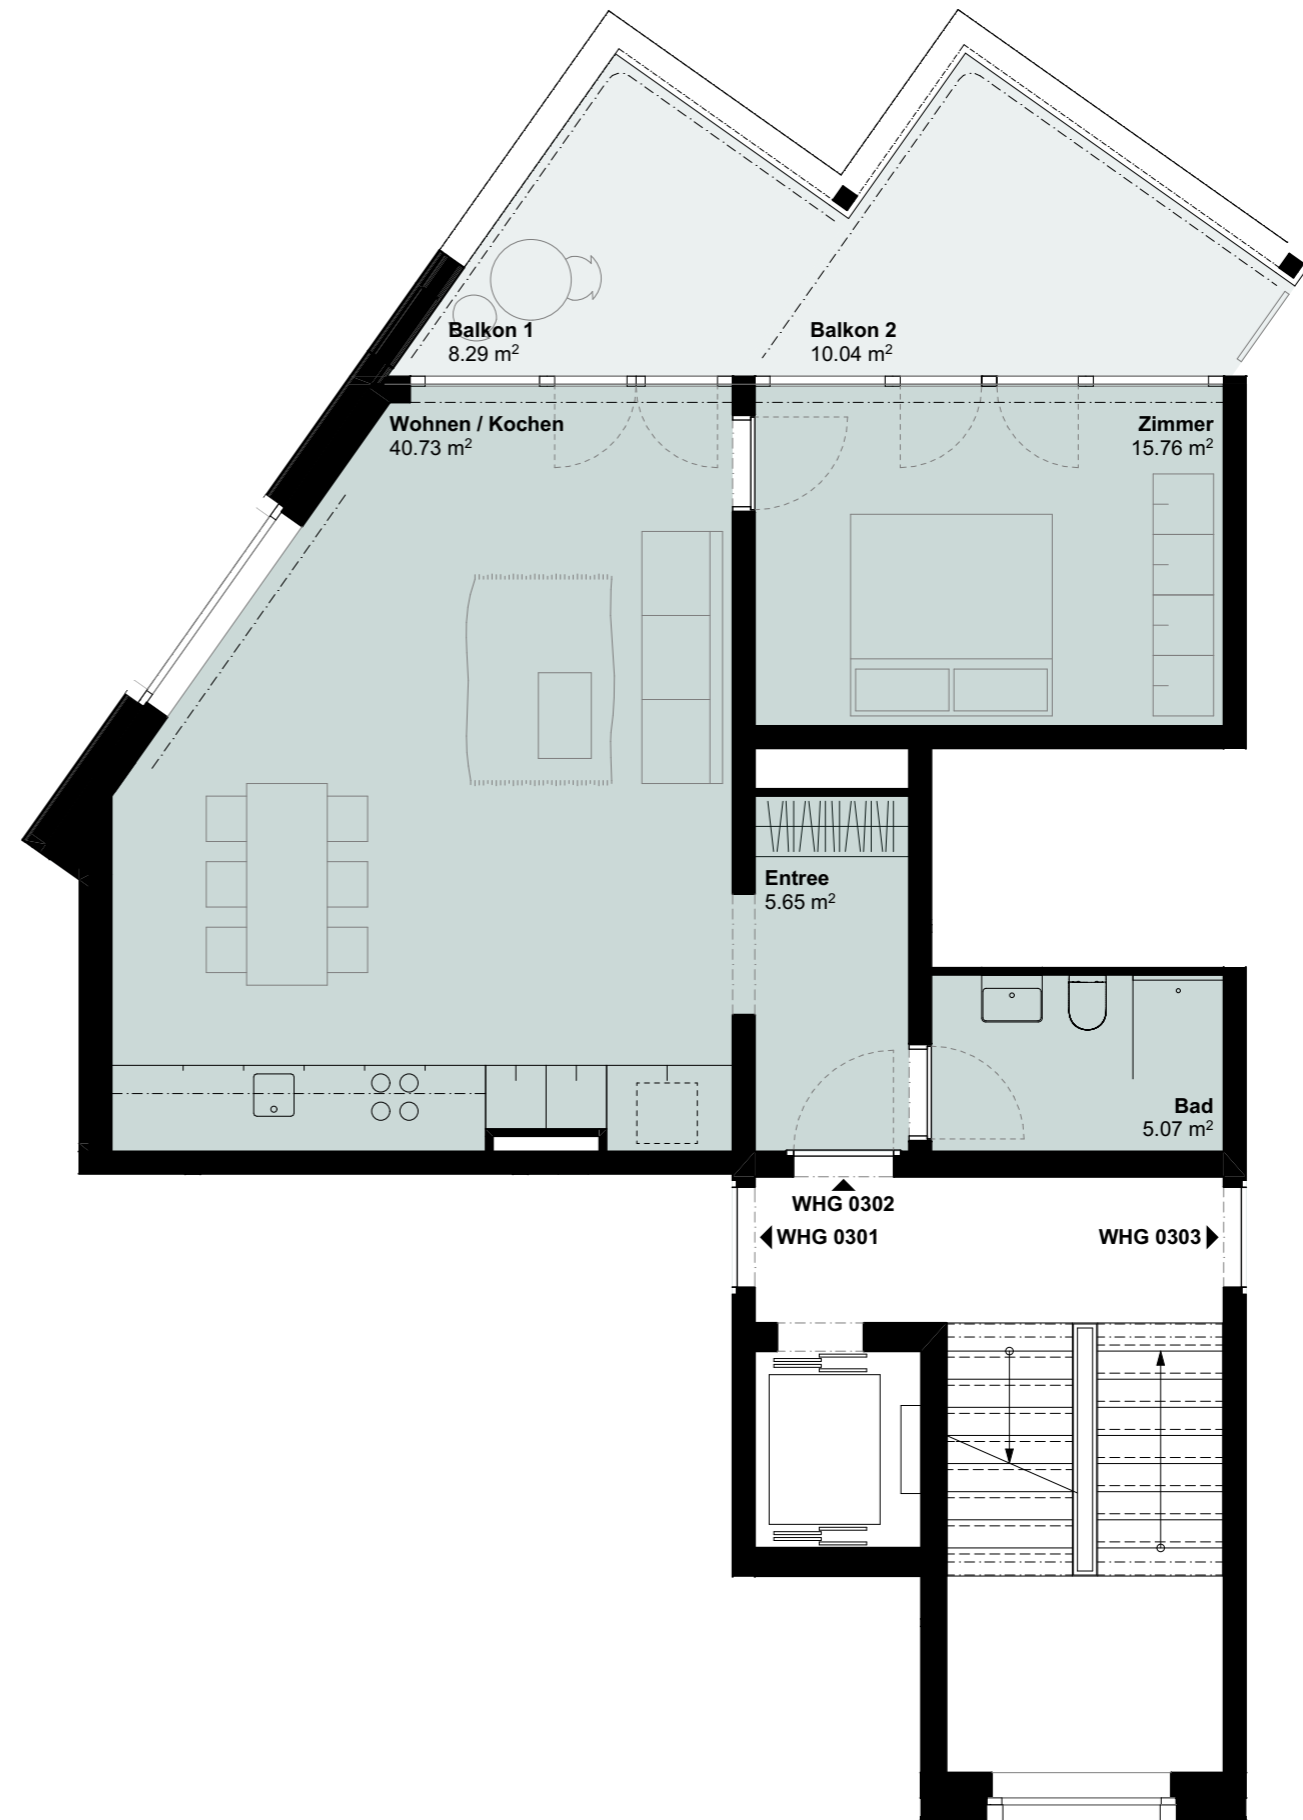 Balkon 1
8.29 m²
Balkon 2
10.04 m²
Wohnen / Kochen
40.73 m²
Zimmer
15.76 m²
Entree
5.65 m²
Bad
5.07 m²
WHG 0302
WHG 0301
WHG 0303